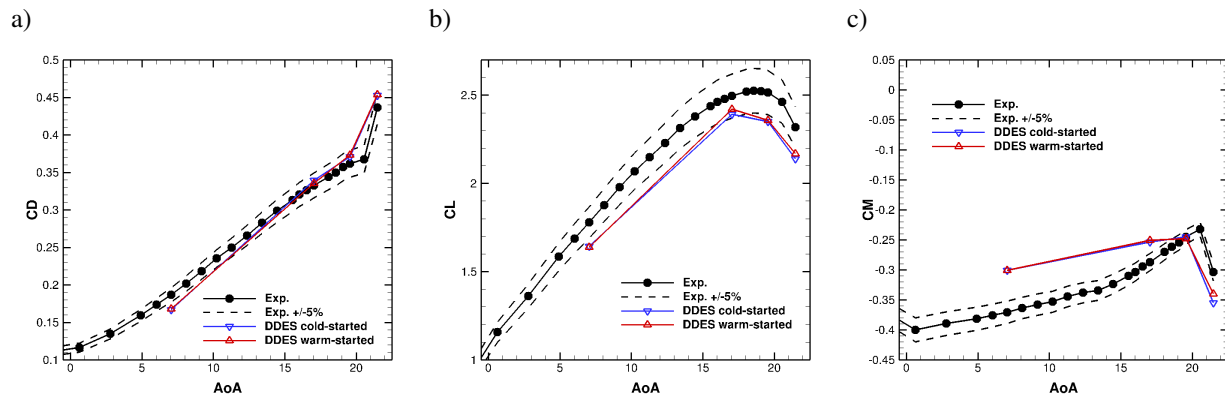 a)
b)
c)
0.5
0.45
0.4
0.35
0.3
0.25
0.2
0.15
0.1
CD
0
5
10
15
20
AoA
Exp.
Exp. +/-5%
DDES cold-started
DDES warm-started
2.5
2
1.5
1
CL
0
5
10
15
20
AoA
Exp.
Exp. +/-5%
DDES cold-started
DDES warm-started
0.05
0
-0.05
-0.1
-0.15
-0.2
-0.25
-0.3
-0.35
-0.4
-0.45
CM
0
5
10
15
20
AoA
Exp.
Exp. +/-5%
DDES cold-started
DDES warm-started